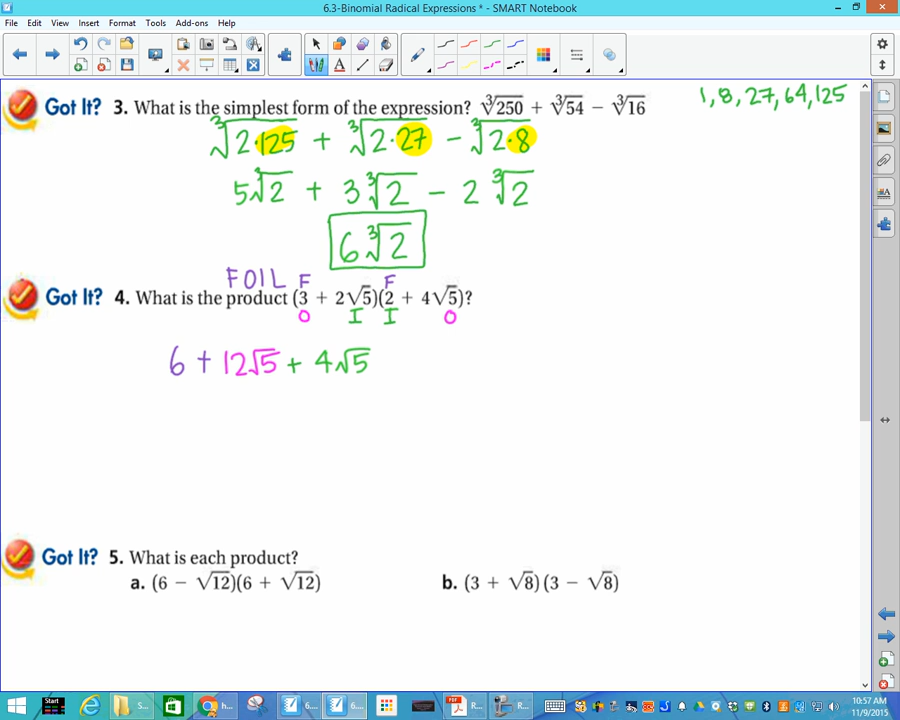 6.3-Binomial Radical Expressions * - SMART Notebook
File Edit View Insert Format Tools Add-ons Help
Got It? 3. What is the simplest form of the expression? ∛250 + ∛54 − ∛16
1, 8, 27, 64, 125
∛2·125 + ∛2·27 − ∛2·8
5∛2 + 3∛2 − 2∛2
6∛2
FOIL F F
Got It? 4. What is the product (3 + 2√5)(2 + 4√5)?
O I I O
6 + 12√5 + 4√5
Got It? 5. What is each product?
a. (6 − √12)(6 + √12) b. (3 + √8)(3 − √8)
Start S... h... 6... 6... R... R...
10:57 AM
11/9/2015